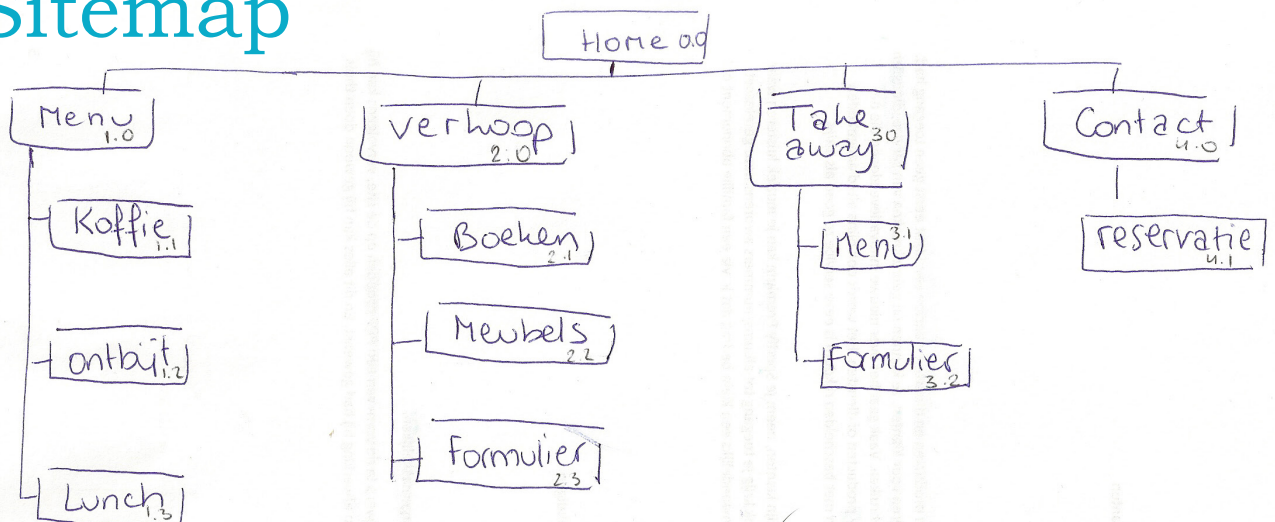 Sitemap
Home 0.0
Menu
1.0
verkoop
2.0
Take
away 3.0
Contact
4.0
Koffie
1.1
Boeken
2.1
Menu 3.1
reservatie
4.1
ontbijt
1.2
Meubels
2.2
Formulier
3.2
Lunch
1.3
Formulier
2.3